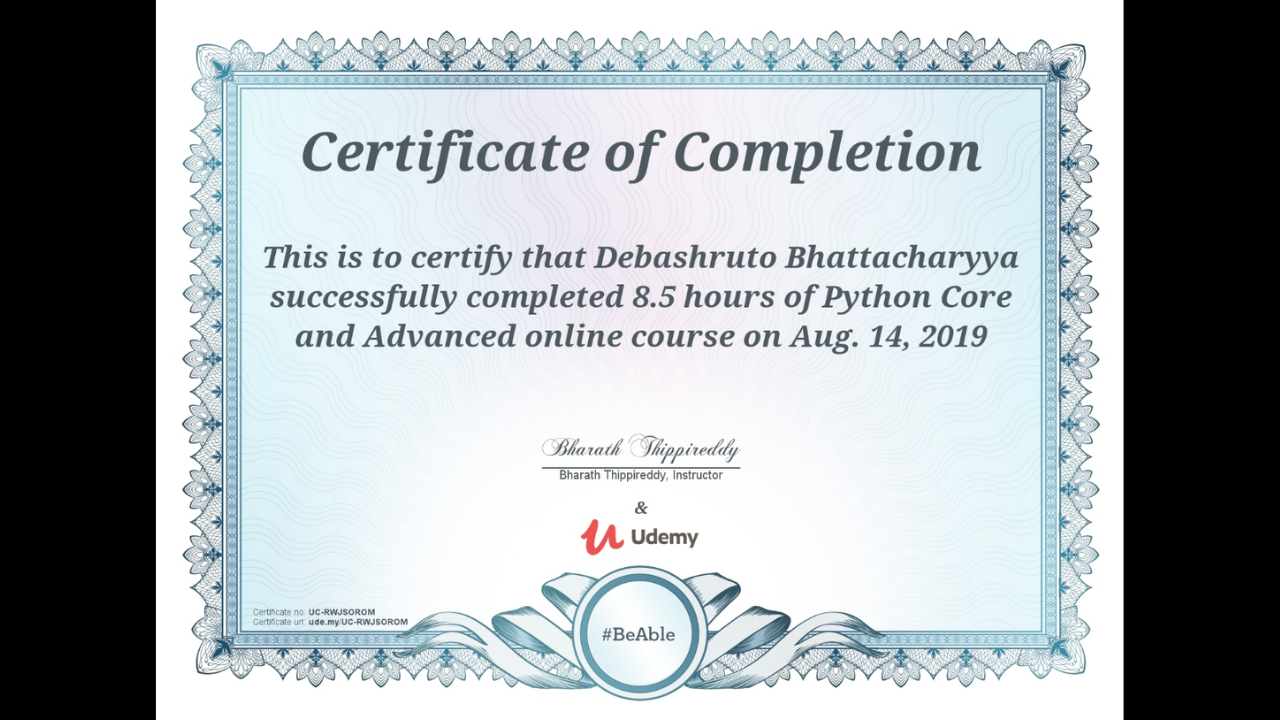 Certificate of Completion
This is to certify that Debashruto Bhattacharyya
successfully completed 8.5 hours of Python Core
and Advanced online course on Aug. 14, 2019
Bharath Thippireddy
Bharath Thippireddy, Instructor
&
Udemy
Certificate no: UC-RWJSOROM
Certificate url: ude.my/UC-RWJSOROM
#BeAble